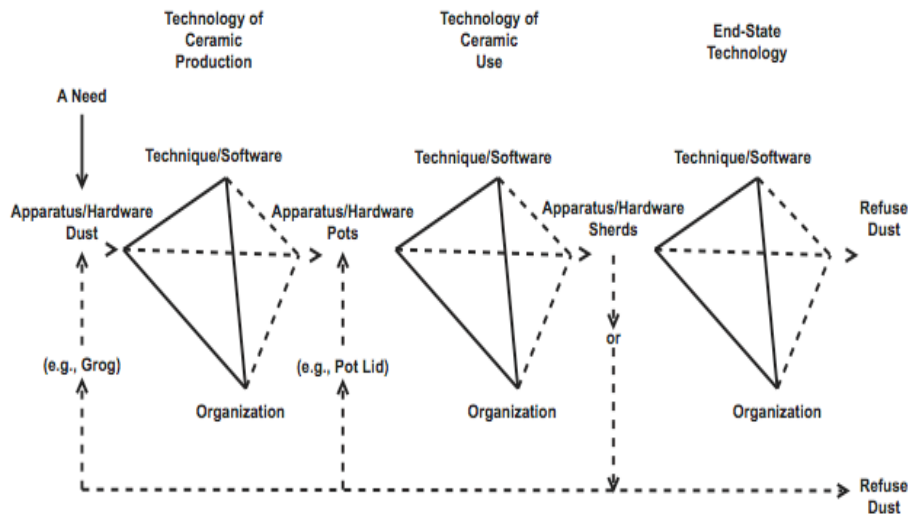 Technology of
Ceramic
Production
Technology of
Ceramic
Use
End-State
Technology
A Need
Technique/Software
Technique/Software
Technique/Software
Apparatus/Hardware
Dust
Apparatus/Hardware
Pots
Apparatus/Hardware
Sherds
Refuse
Dust
or
(e.g., Grog)
(e.g., Pot Lid)
Organization
Organization
Organization
Refuse
Dust